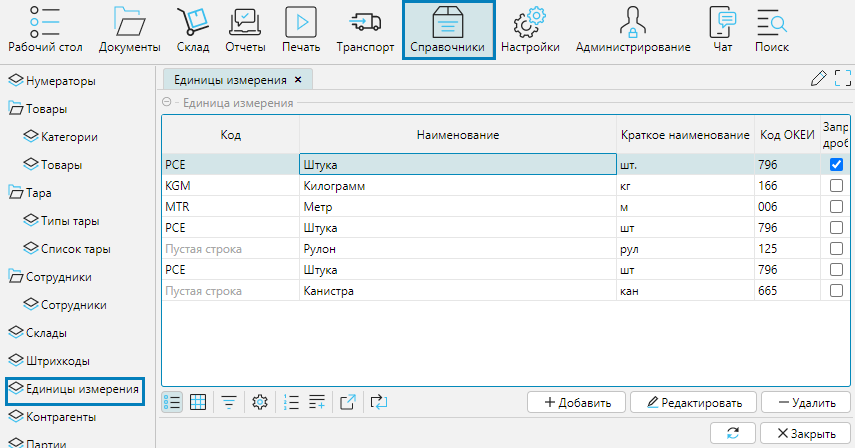 Рабочий стол Документы Склад Отчеты Печать Транспорт Справочники Настройки Администрирование Чат Поиск
Нумераторы
Товары
Категории
Товары
Тара
Типы тары
Список тары
Сотрудники
Сотрудники
Склады
Штрихкоды
Единицы измерения
Контрагенты
Партии
Единицы измерения ×
Единица измерения
Код Наименование Краткое наименование Код ОКЕИ Запр дроб
PCE Штука шт. 796
KGM Килограмм кг 166
MTR Метр м 006
PCE Штука шт 796
Пустая строка Рулон рул 125
PCE Штука шт 796
Пустая строка Канистра кан 665
Добавить Редактировать Удалить
Закрыть